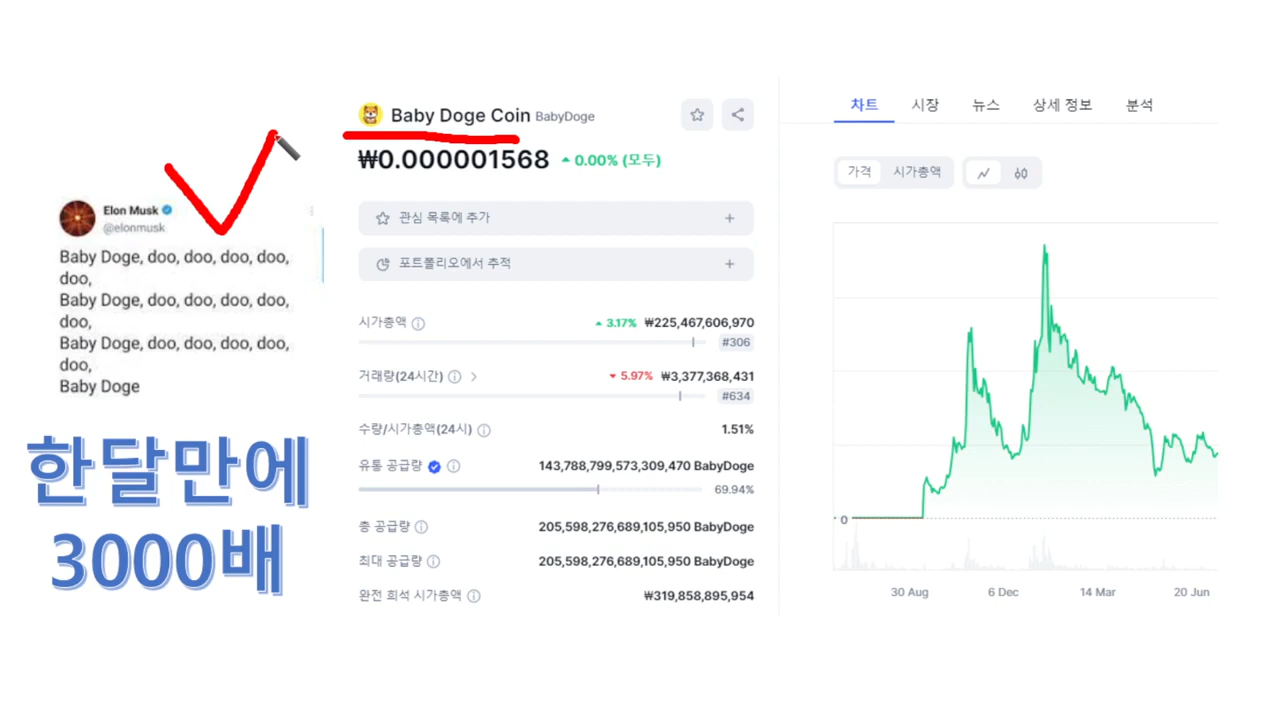 Elon Musk
@elonmusk
Baby Doge, doo, doo, doo, doo,
doo,
Baby Doge, doo, doo, doo, doo,
doo,
Baby Doge, doo, doo, doo, doo,
doo,
Baby Doge
한달만에
3000배
Baby Doge Coin BabyDoge
₩0.000001568 0.00% (모두)
관심 목록에 추가 +
포트폴리오에서 추적 +
시가총액 3.17% ₩225,467,606,970
#306
거래량(24시간) 5.97% ₩3,377,368,431
#634
수량/시가총액(24시) 1.51%
유통 공급량 143,788,799,573,309,470 BabyDoge
69.94%
총 공급량 205,598,276,689,105,950 BabyDoge
최대 공급량 205,598,276,689,105,950 BabyDoge
완전 희석 시가총액 ₩319,858,895,954
차트 시장 뉴스 상세 정보 분석
가격 시가총액
0
30 Aug 6 Dec 14 Mar 20 Jun